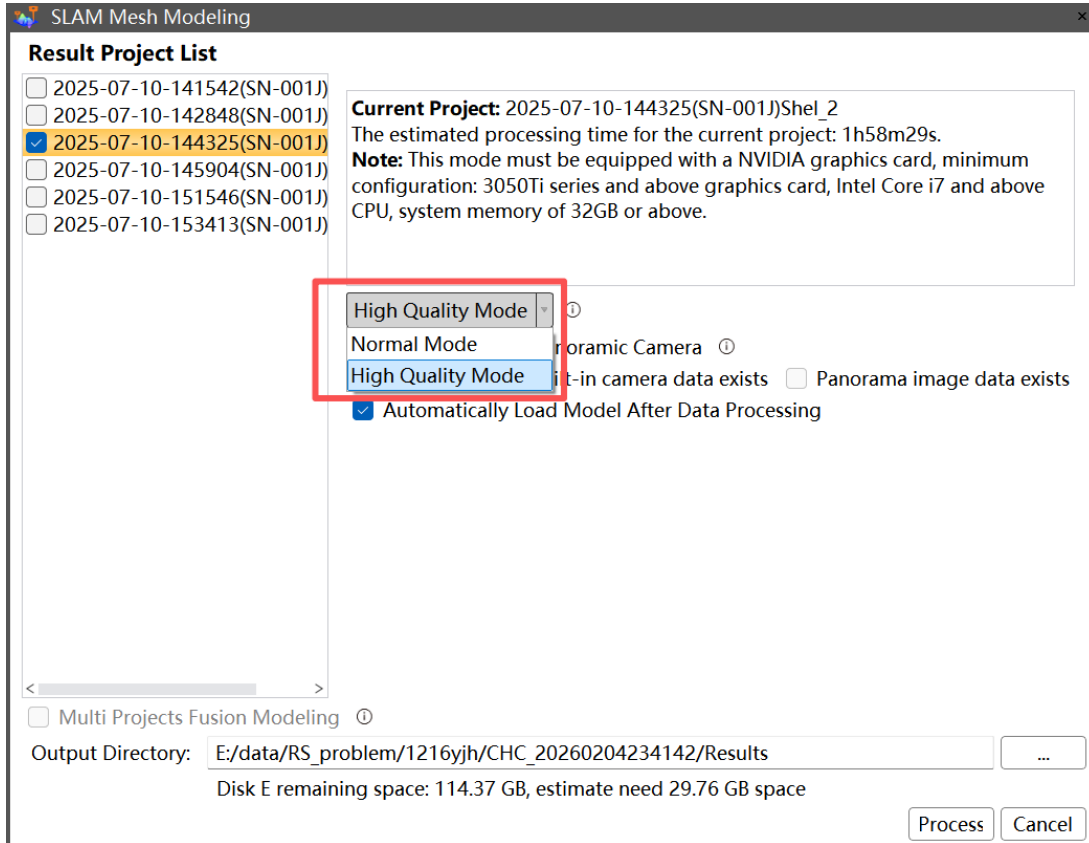 SLAM Mesh Modeling
Result Project List
2025-07-10-141542(SN-001J)
2025-07-10-142848(SN-001J)
2025-07-10-144325(SN-001J)
2025-07-10-145904(SN-001J)
2025-07-10-151546(SN-001J)
2025-07-10-153413(SN-001J)
Current Project: 2025-07-10-144325(SN-001J)Shel_2
The estimated processing time for the current project: 1h58m29s.
Note: This mode must be equipped with a NVIDIA graphics card, minimum
configuration: 3050Ti series and above graphics card, Intel Core i7 and above
CPU, system memory of 32GB or above.
High Quality Mode
Normal Mode
High Quality Mode
noramic Camera
ilt-in camera data exists Panorama image data exists
Automatically Load Model After Data Processing
Multi Projects Fusion Modeling
Output Directory: E:/data/RS_problem/1216yjh/CHC_20260204234142/Results ...
Disk E remaining space: 114.37 GB, estimate need 29.76 GB space
Process Cancel